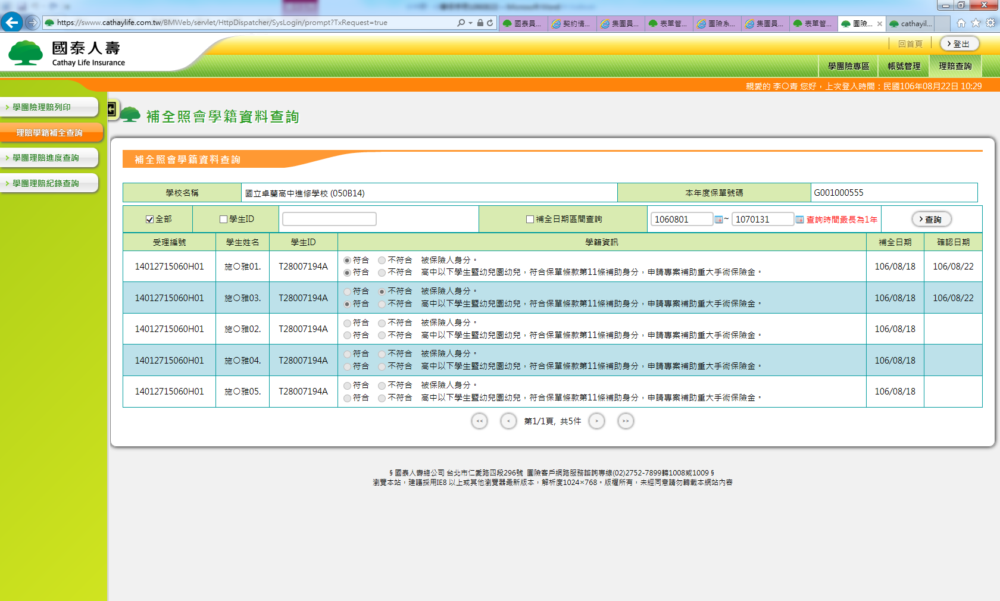 https://swww.cathaylife.com.tw/BMWeb/servlet/HttpDispatcher/SysLogin/prompt?TxRequest=true
國泰員...
契約情...
集團員...
表單管...
團險系...
集團員...
表單管...
團險...
cathayil...
國泰人壽
Cathay Life Insurance
回首頁
登出
學團險專區
帳號管理
理賠查詢
親愛的 李○青 您好，上次登入時間：民國106年08月22日 10:29
學團險理賠列印
理賠學籍補全查詢
學團理賠進度查詢
學團理賠紀錄查詢
補全照會學籍資料查詢
補全照會學籍資料查詢
學校名稱 國立卓蘭高中進修學校 (050B14) 本年度保單號碼 G001000555
全部 學生ID 補全日期區間查詢 1060801 ~ 1070131 查詢時間最長為1年 查詢
受理編號 學生姓名 學生ID 學籍資訊 補全日期 確認日期
14012715060H01 施○雅01. T28007194A 符合 不符合 被保險人身分。 106/08/18 106/08/22
符合 不符合 高中以下學生暨幼兒園幼兒，符合保單條款第11條補助身分，申請專案補助重大手術保險金。
14012715060H01 施○雅03. T28007194A 符合 不符合 被保險人身分。 106/08/18 106/08/22
符合 不符合 高中以下學生暨幼兒園幼兒，符合保單條款第11條補助身分，申請專案補助重大手術保險金。
14012715060H01 施○雅02. T28007194A 符合 不符合 被保險人身分。 106/08/18
符合 不符合 高中以下學生暨幼兒園幼兒，符合保單條款第11條補助身分，申請專案補助重大手術保險金。
14012715060H01 施○雅04. T28007194A 符合 不符合 被保險人身分。 106/08/18
符合 不符合 高中以下學生暨幼兒園幼兒，符合保單條款第11條補助身分，申請專案補助重大手術保險金。
14012715060H01 施○雅05. T28007194A 符合 不符合 被保險人身分。 106/08/18
符合 不符合 高中以下學生暨幼兒園幼兒，符合保單條款第11條補助身分，申請專案補助重大手術保險金。
<< < 第1/1頁, 共5件 > >>
§ 國泰人壽總公司 台北市仁愛路四段296號 團險客戶網路服務諮詢專線(02)2752-7899轉1008或1009 §
瀏覽本站，建議採用IE8 以上或其他瀏覽器最新版本，解析度1024×768。版權所有，未經同意請勿轉載本網站內容